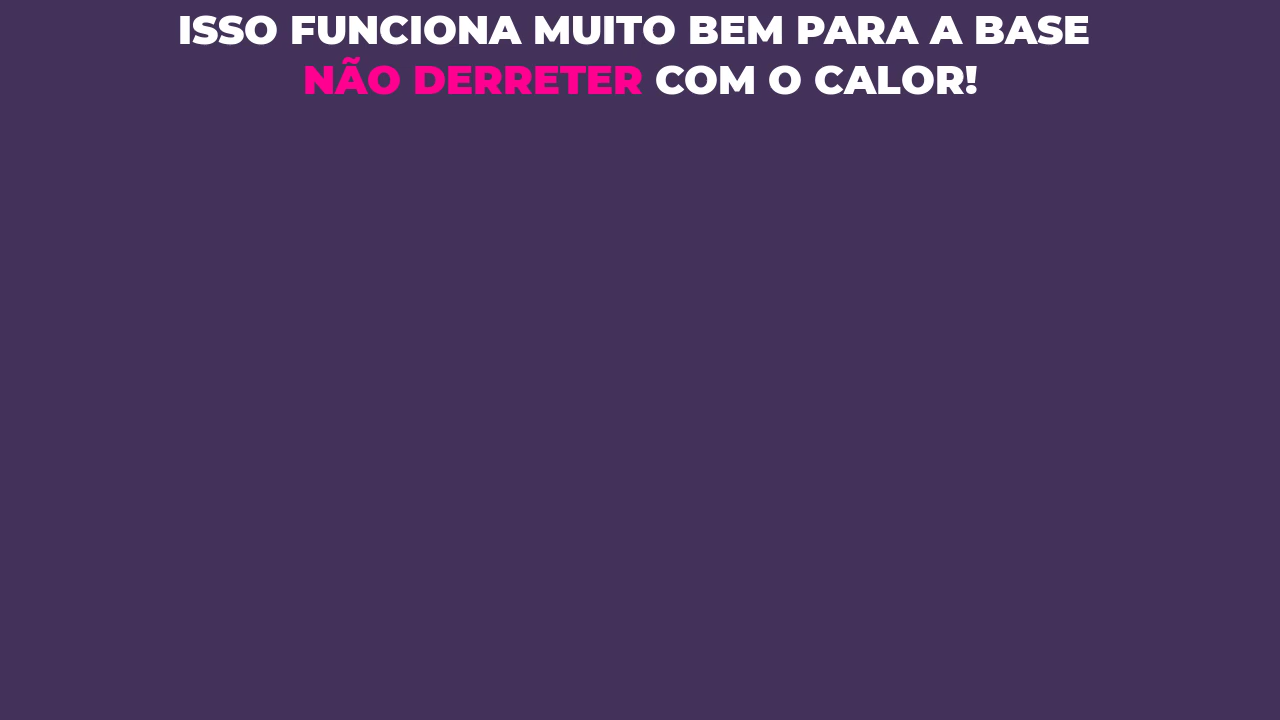 ISSO FUNCIONA MUITO BEM PARA A BASE
NÃO DERRETER COM O CALOR!